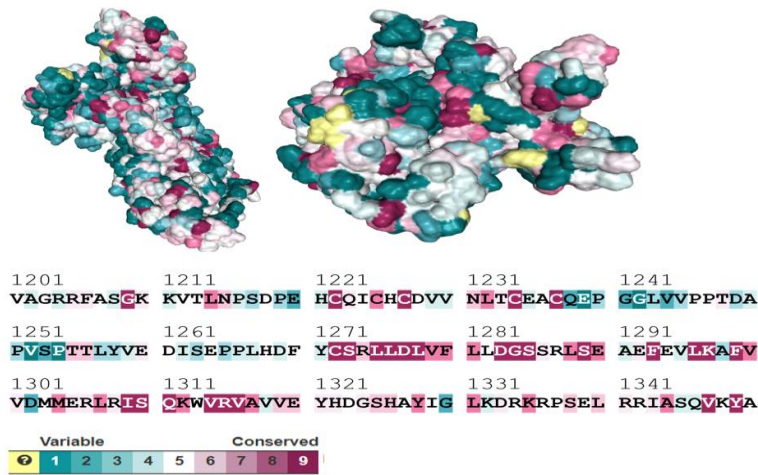 1201 1211 1221 1231 1241
VAGRRFASGK KVTLNPSDPE HCQICHCDVV NLTCEACQEP GGLVVPPTDA
1251 1261 1271 1281 1291
PVSPTTLYVE DISEPPLHDF YCSRLLDLVF LLDGSSRLSE AEFEVLKAFV
1301 1311 1321 1331 1341
VDMMERLRIS QKWVRVAVVE YHDGSHAYIG LKDRKRPSEL RRIASQVKYA
Variable Conserved
? 1 2 3 4 5 6 7 8 9